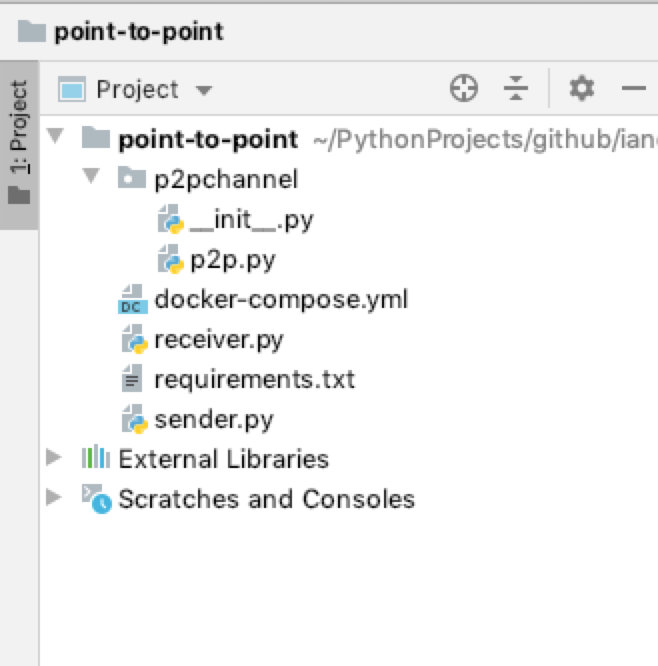 point-to-point
1: Project
Project
point-to-point ~/PythonProjects/github/ian
p2pchannel
__init__.py
p2p.py
DC docker-compose.yml
receiver.py
requirements.txt
sender.py
External Libraries
Scratches and Consoles